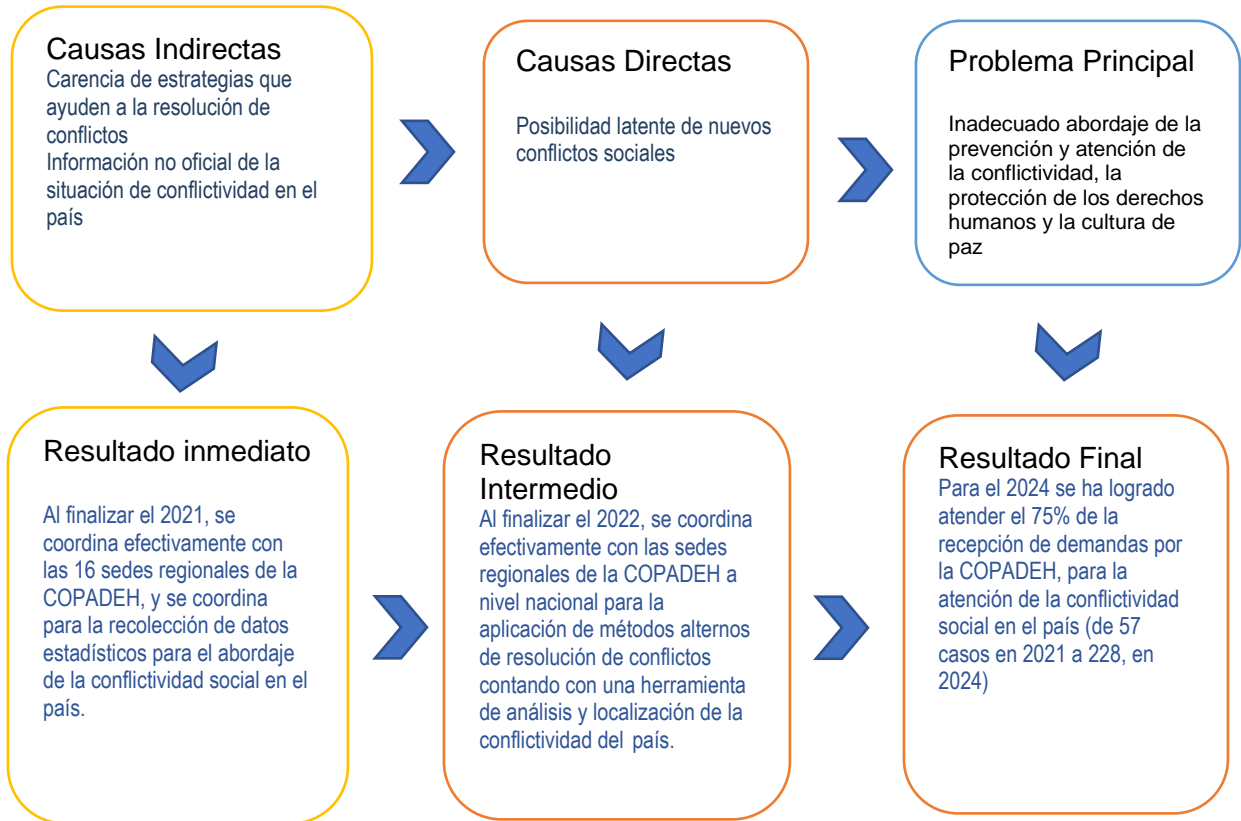 Causas Indirectas
Carencia de estrategias que
ayuden a la resolución de
conflictos
Información no oficial de la
situación de conflictividad en el
país
Causas Directas
Posibilidad latente de nuevos
conflictos sociales
Problema Principal
Inadecuado abordaje de la
prevención y atención de
la conflictividad, la
protección de los derechos
humanos y la cultura de
paz
Resultado inmediato
Al finalizar el 2021, se
coordina efectivamente con
las 16 sedes regionales de la
COPADEH, y se coordina
para la recolección de datos
estadísticos para el abordaje
de la conflictividad social en el
país.
Resultado
Intermedio
Al finalizar el 2022, se coordina
efectivamente con las sedes
regionales de la COPADEH a
nivel nacional para la
aplicación de métodos alternos
de resolución de conflictos
contando con una herramienta
de análisis y localización de la
conflictividad del país.
Resultado Final
Para el 2024 se ha logrado
atender el 75% de la
recepción de demandas por
la COPADEH, para la
atención de la conflictividad
social en el país (de 57
casos en 2021 a 228, en
2024)